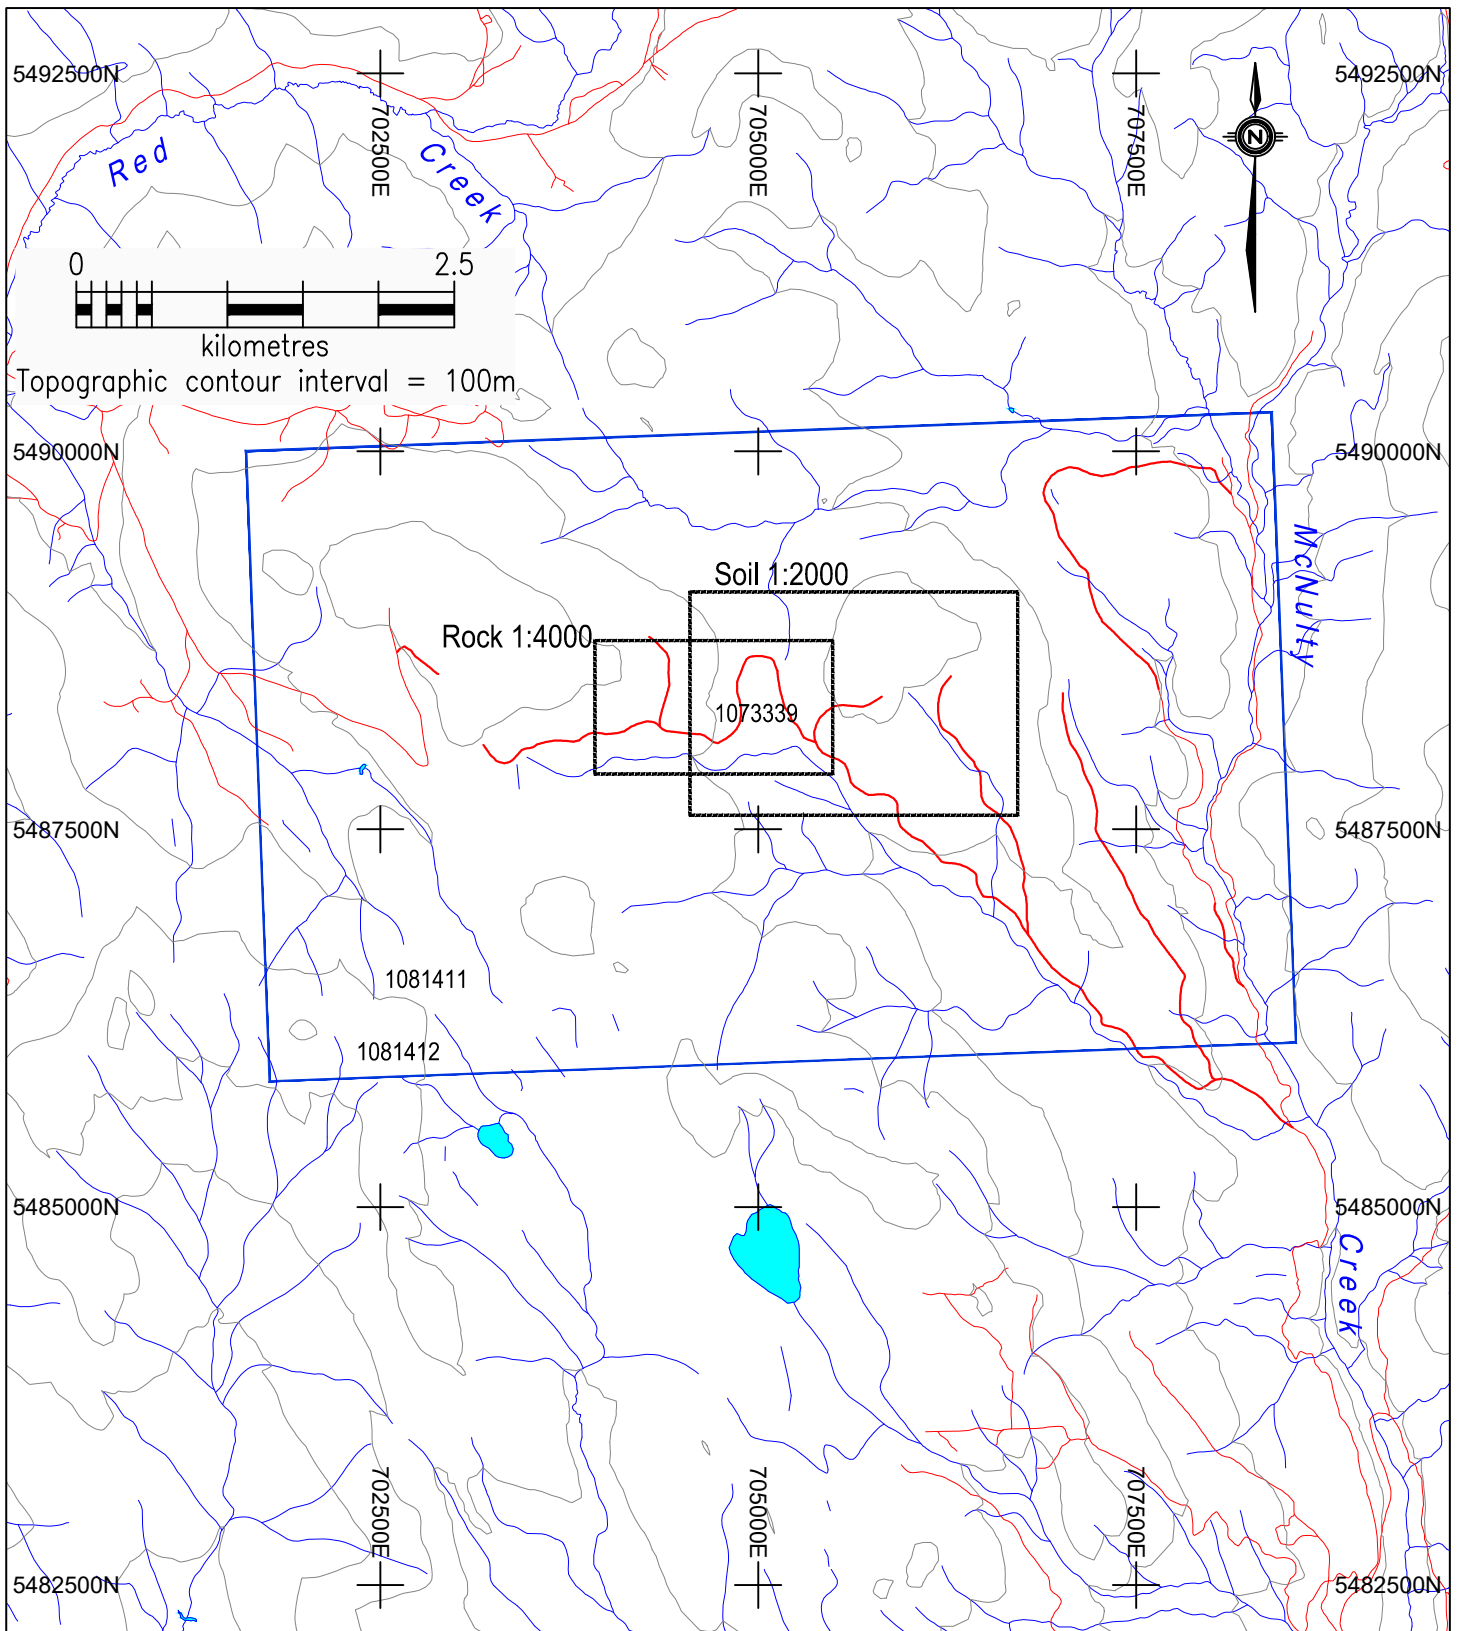 5492500N
702500E
705000E
707500E
5492500N
N
Red
Creek
0 2.5
kilometres
Topographic contour interval = 100m
5490000N
5490000N
McNulty
Soil 1:2000
Rock 1:4000
1073339
5487500N
5487500N
1081411
1081412
5485000N
5485000N
Creek
702500E
705000E
707500E
5482500N
5482500N